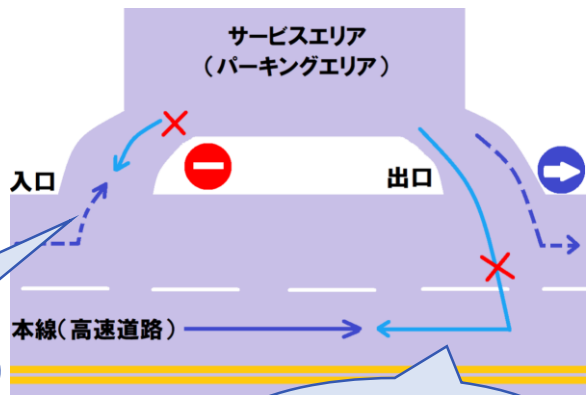 サービスエリア
（パーキングエリア）
入口
出口
本線（高速道路）